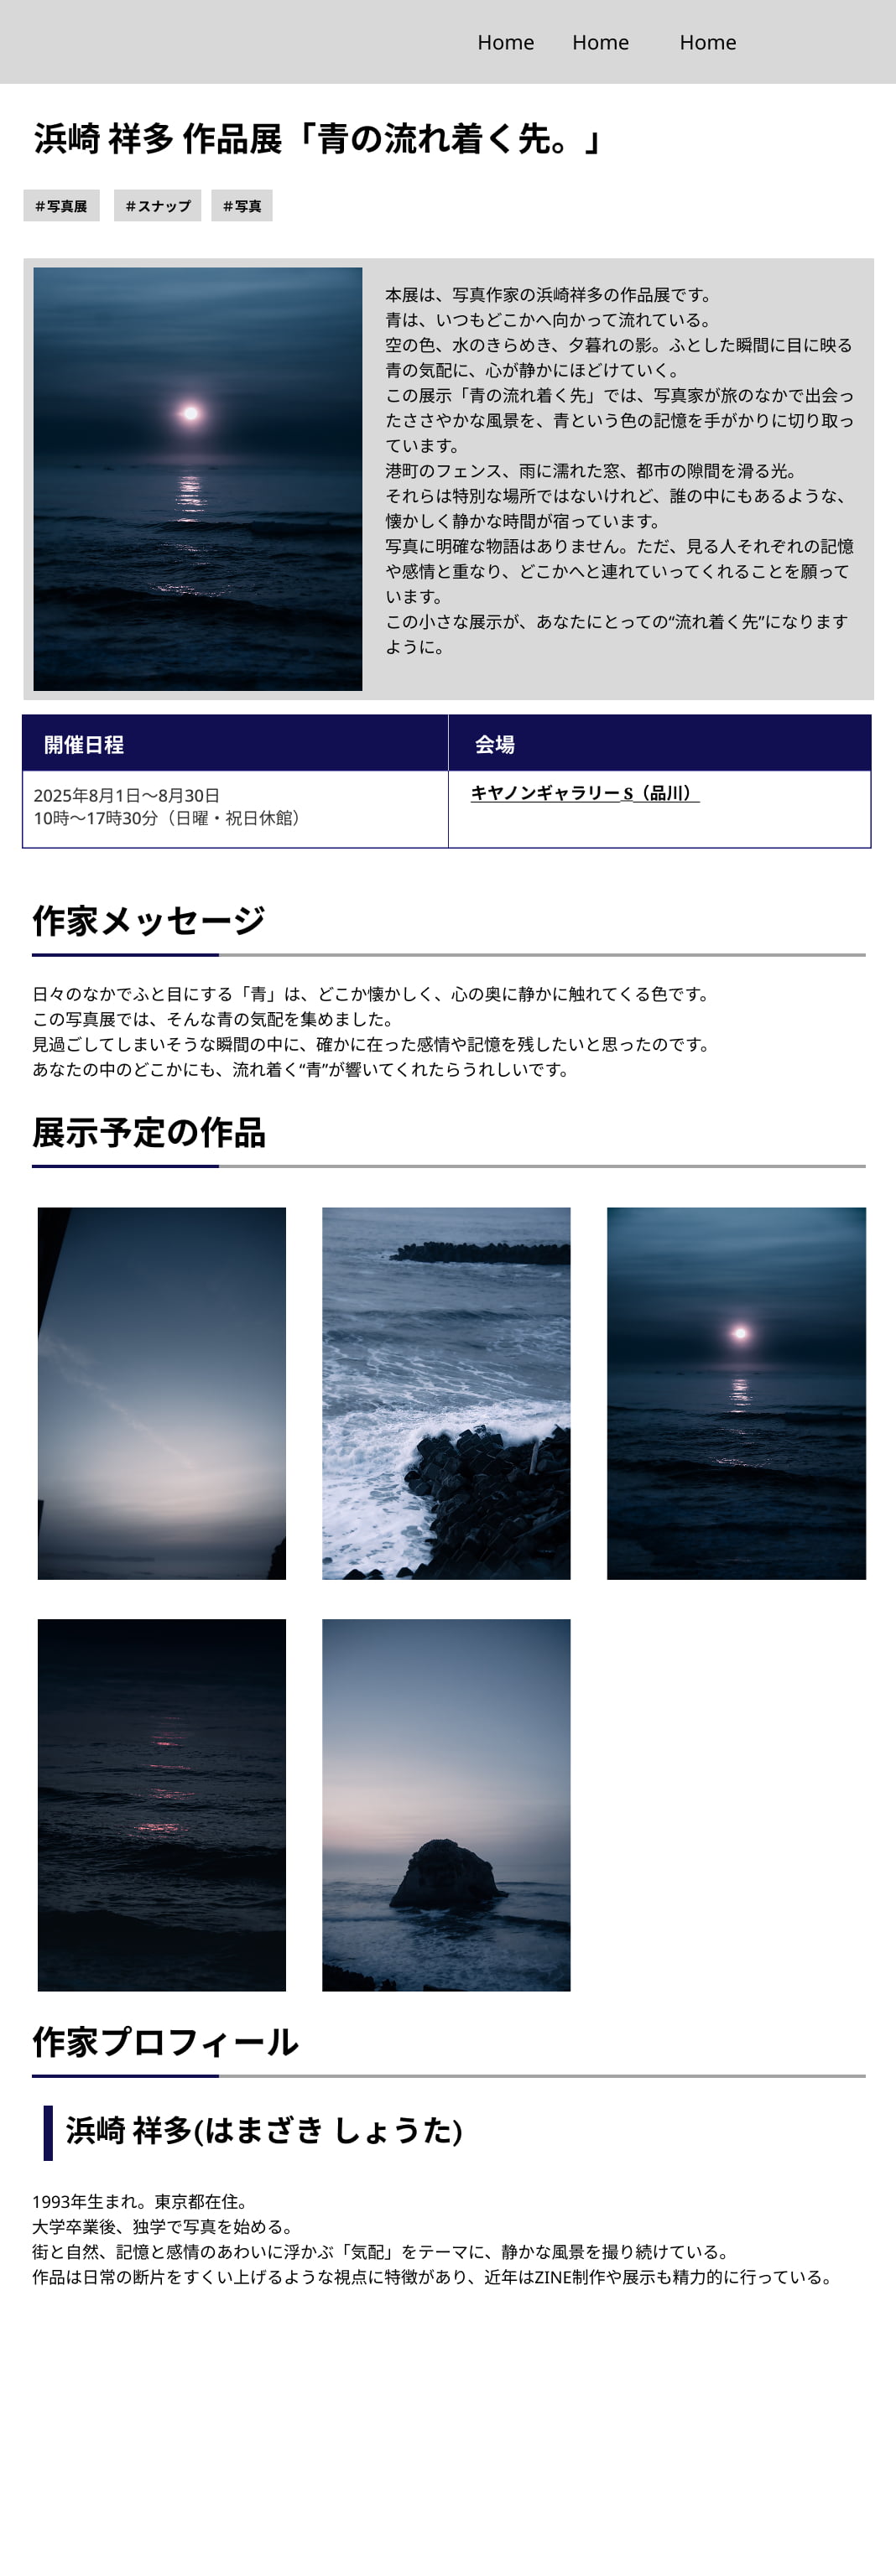 Home Home Home
浜崎 祥多 作品展「青の流れ着く先。」
＃写真展 ＃スナップ ＃写真
本展は、写真作家の浜崎祥多の作品展です。
青は、いつもどこかへ向かって流れている。
空の色、水のきらめき、夕暮れの影。ふとした瞬間に目に映る
青の気配に、心が静かにほどけていく。
この展示「青の流れ着く先」では、写真家が旅のなかで出会っ
たささやかな風景を、青という色の記憶を手がかりに切り取っ
ています。
港町のフェンス、雨に濡れた窓、都市の隙間を滑る光。
それらは特別な場所ではないけれど、誰の中にもあるような、
懐かしく静かな時間が宿っています。
写真に明確な物語はありません。ただ、見る人それぞれの記憶
や感情と重なり、どこかへと連れていってくれることを願って
います。
この小さな展示が、あなたにとっての“流れ着く先”になります
ように。
開催日程 会場
2025年8月1日〜8月30日
10時〜17時30分（日曜・祝日休館）
キヤノンギャラリー S（品川）
作家メッセージ
日々のなかでふと目にする「青」は、どこか懐かしく、心の奥に静かに触れてくる色です。
この写真展では、そんな青の気配を集めました。
見過ごしてしまいそうな瞬間の中に、確かに在った感情や記憶を残したいと思ったのです。
あなたの中のどこかにも、流れ着く“青”が響いてくれたらうれしいです。
展示予定の作品
作家プロフィール
浜崎 祥多(はまざき しょうた)
1993年生まれ。東京都在住。
大学卒業後、独学で写真を始める。
街と自然、記憶と感情のあわいに浮かぶ「気配」をテーマに、静かな風景を撮り続けている。
作品は日常の断片をすくい上げるような視点に特徴があり、近年はZINE制作や展示も精力的に行っている。